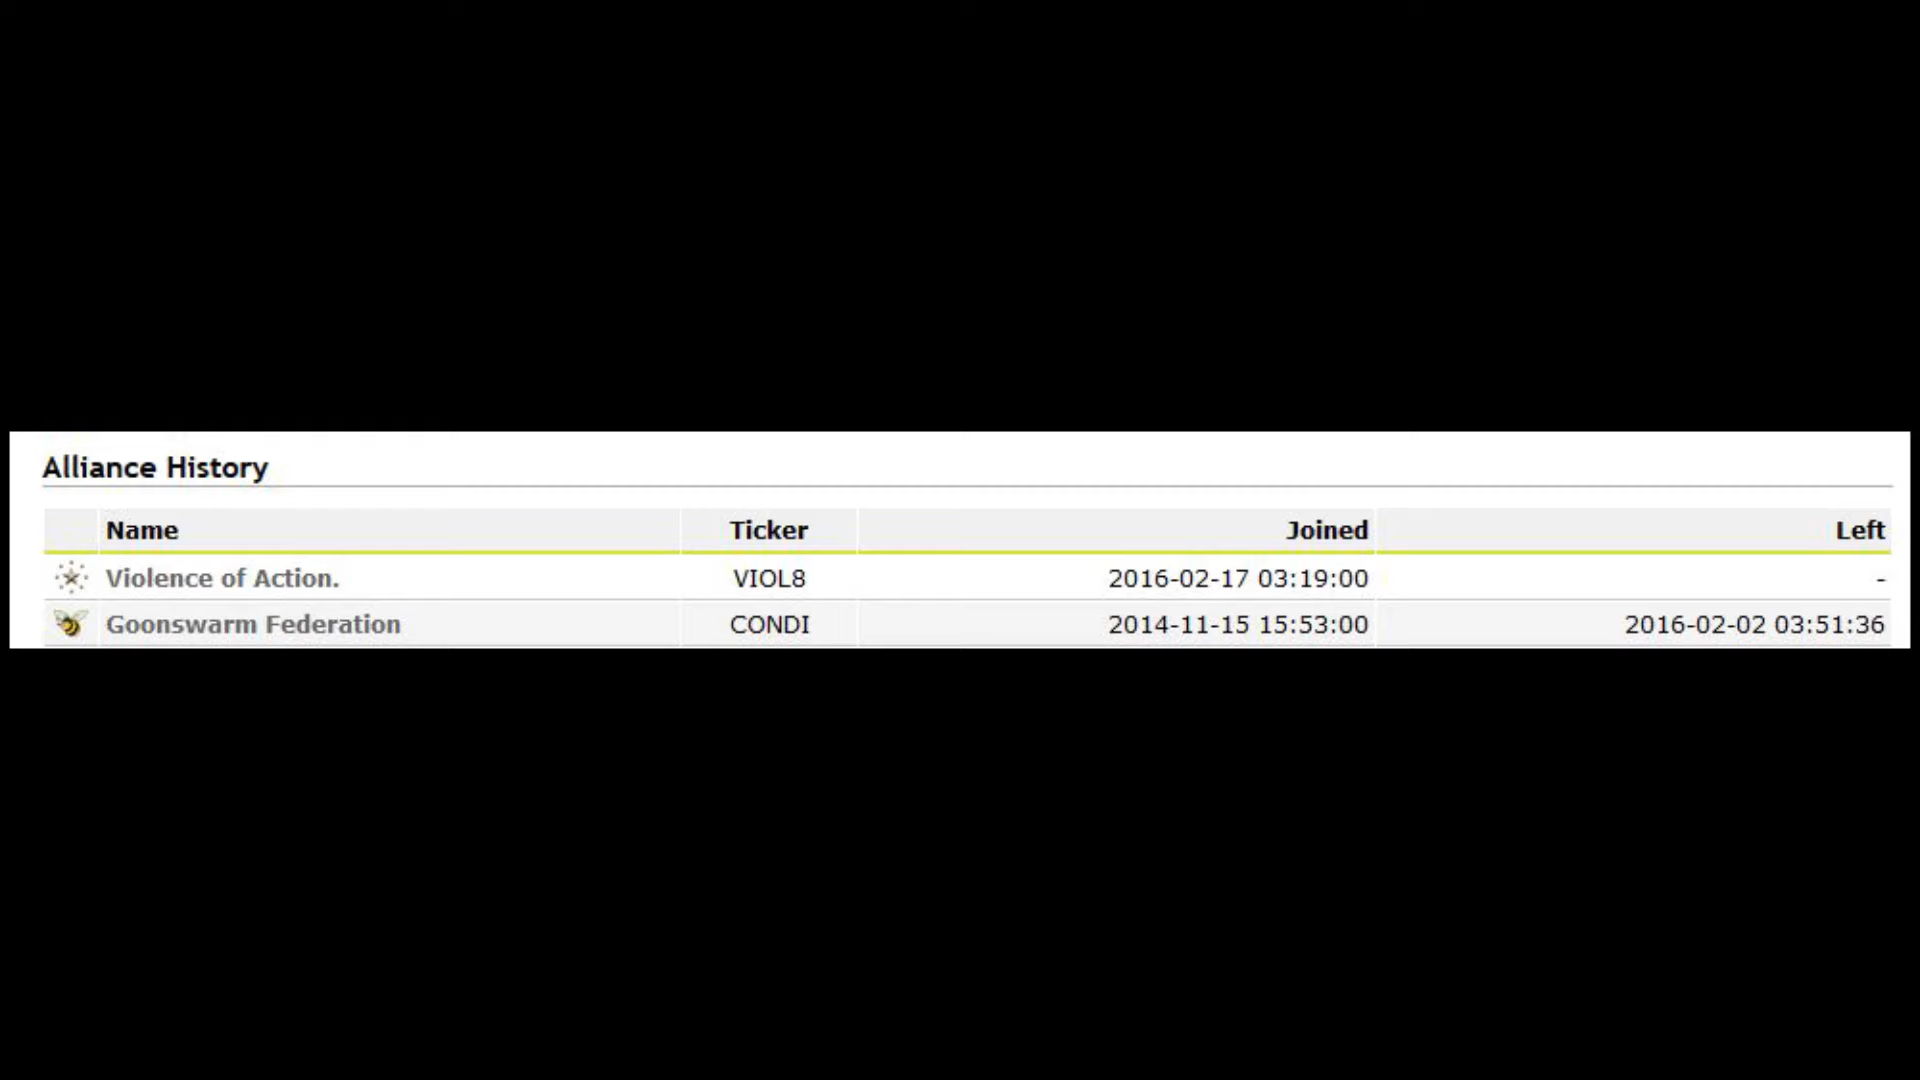 Alliance History
Name Ticker Joined Left
Violence of Action. VIOL8 2016-02-17 03:19:00 -
Goonswarm Federation CONDI 2014-11-15 15:53:00 2016-02-02 03:51:36